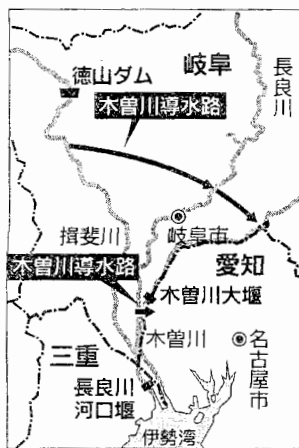 岐阜
徳山ダム
長良川
木曽川導水路
揖斐川
岐阜市
愛知
木曽川導水路
木曽川大堰
木曽川
名古屋市
三重
長良川
河口堰
伊勢湾